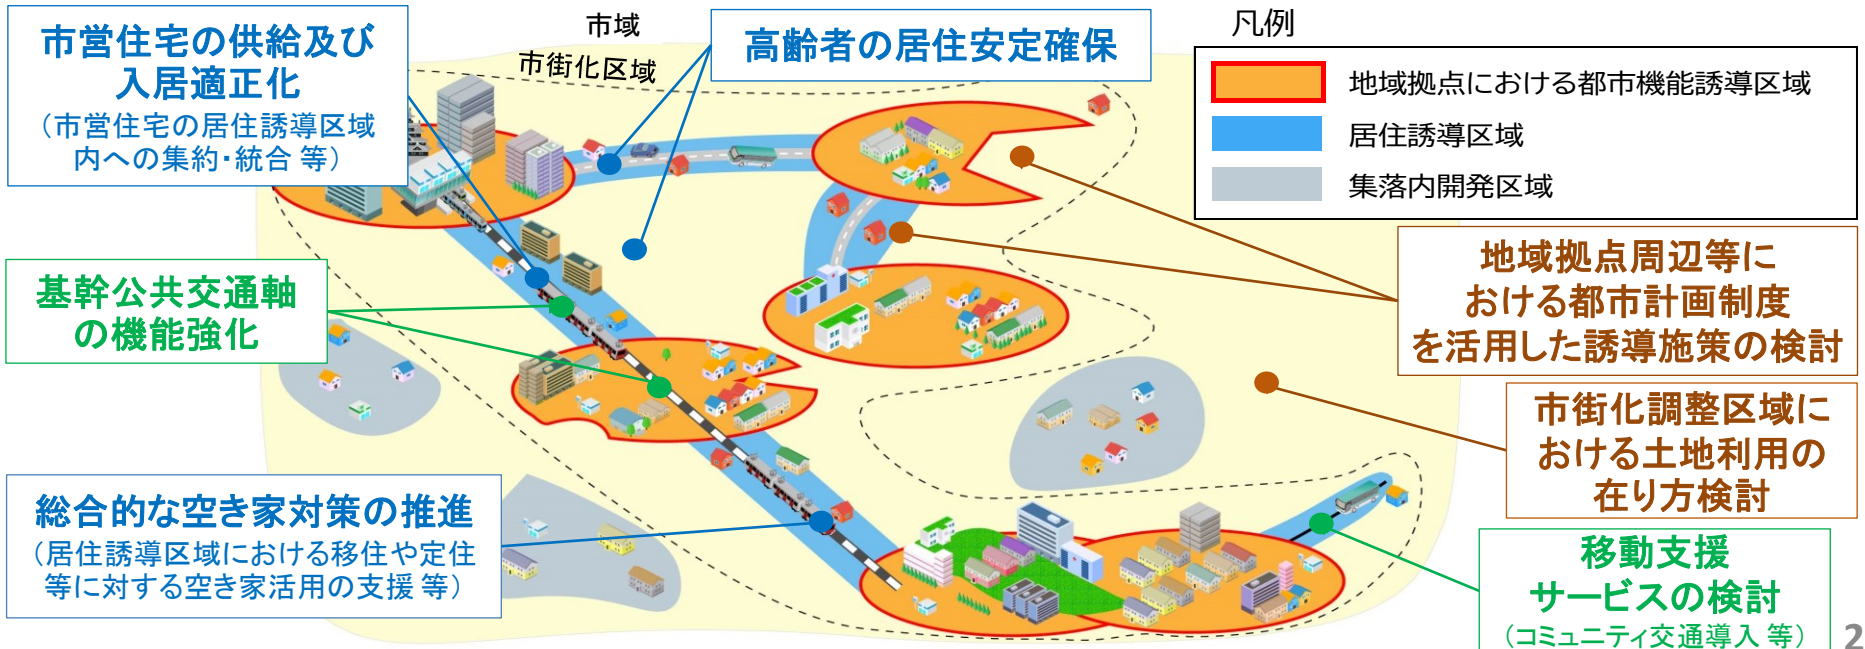 市営住宅の供給及び
入居適正化
（市営住宅の居住誘導区域
内への集約・統合 等）
市域
市街化区域
高齢者の居住安定確保
凡例
地域拠点における都市機能誘導区域
居住誘導区域
集落内開発区域
基幹公共交通軸
の機能強化
地域拠点周辺等に
おける都市計画制度
を活用した誘導施策の検討
市街化調整区域に
おける土地利用の
在り方検討
総合的な空き家対策の推進
（居住誘導区域における移住や定住
等に対する空き家活用の支援 等）
移動支援
サービスの検討
（コミュニティ交通導入 等）
2